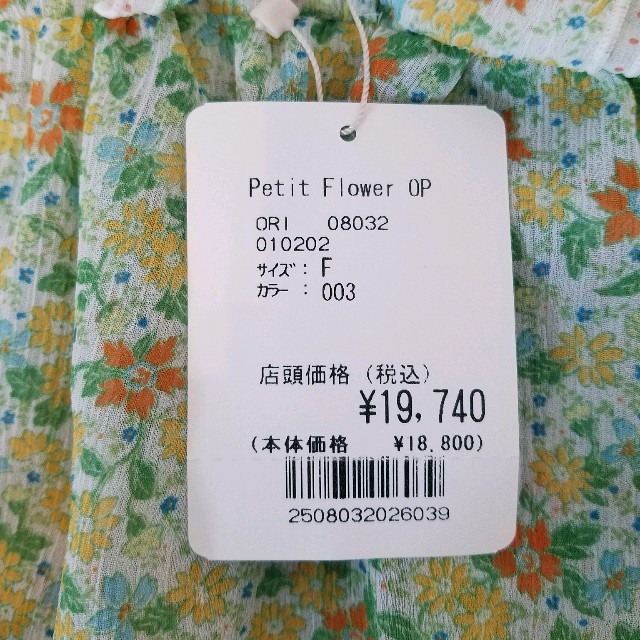 Petit Flower OP
ORI 08032
010202
サイズ: F
カラー : 003
店頭価格 (税込)
¥19,740
(本体価格 ¥18,800)
2508032026039